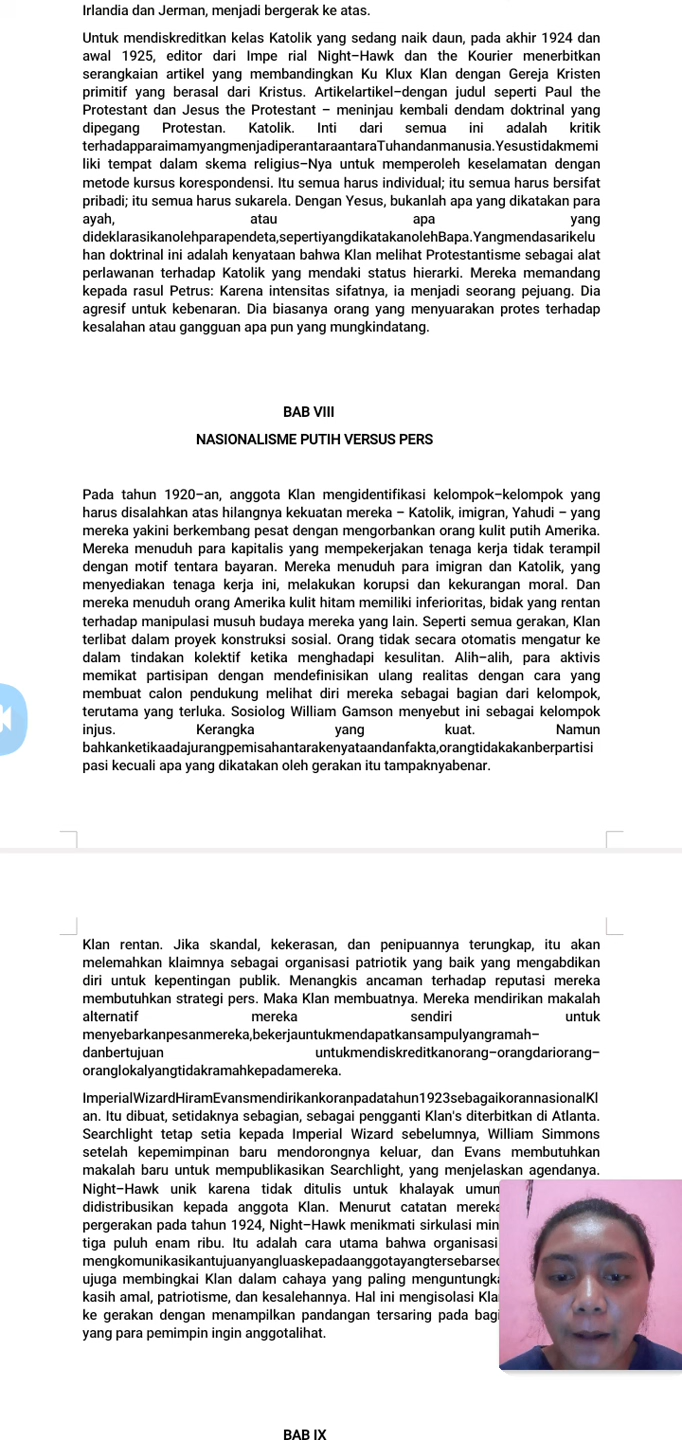 Irlandia dan Jerman, menjadi bergerak ke atas.
Untuk mendiskreditkan kelas Katolik yang sedang naik daun, pada akhir 1924 dan
awal 1925, editor dari Impe rial Night–Hawk dan the Kourier menerbitkan
serangkaian artikel yang membandingkan Ku Klux Klan dengan Gereja Kristen
primitif yang berasal dari Kristus. Artikelartikel–dengan judul seperti Paul the
Protestant dan Jesus the Protestant – meninjau kembali dendam doktrinal yang
dipegang Protestan. Katolik. Inti dari semua ini adalah kritik
terhadapparaimamyangmenjadiperantaraantaraTuhandanmanusia.Yesustidakmemi
liki tempat dalam skema religius–Nya untuk memperoleh keselamatan dengan
metode kursus korespondensi. Itu semua harus individual; itu semua harus bersifat
pribadi; itu semua harus sukarela. Dengan Yesus, bukanlah apa yang dikatakan para
ayah, atau apa yang
dideklarasikanolehparapendeta,sepertiyangdikatakanolehBapa.Yangmendasarikelu
han doktrinal ini adalah kenyataan bahwa Klan melihat Protestantisme sebagai alat
perlawanan terhadap Katolik yang mendaki status hierarki. Mereka memandang
kepada rasul Petrus: Karena intensitas sifatnya, ia menjadi seorang pejuang. Dia
agresif untuk kebenaran. Dia biasanya orang yang menyuarakan protes terhadap
kesalahan atau gangguan apa pun yang mungkindatang.
BAB VIII
NASIONALISME PUTIH VERSUS PERS
Pada tahun 1920–an, anggota Klan mengidentifikasi kelompok–kelompok yang
harus disalahkan atas hilangnya kekuatan mereka – Katolik, imigran, Yahudi – yang
mereka yakini berkembang pesat dengan mengorbankan orang kulit putih Amerika.
Mereka menuduh para kapitalis yang mempekerjakan tenaga kerja tidak terampil
dengan motif tentara bayaran. Mereka menuduh para imigran dan Katolik, yang
menyediakan tenaga kerja ini, melakukan korupsi dan kekurangan moral. Dan
mereka menuduh orang Amerika kulit hitam memiliki inferioritas, bidak yang rentan
terhadap manipulasi musuh budaya mereka yang lain. Seperti semua gerakan, Klan
terlibat dalam proyek konstruksi sosial. Orang tidak secara otomatis mengatur ke
dalam tindakan kolektif ketika menghadapi kesulitan. Alih–alih, para aktivis
memikat partisipan dengan mendefinisikan ulang realitas dengan cara yang
membuat calon pendukung melihat diri mereka sebagai bagian dari kelompok,
terutama yang terluka. Sosiolog William Gamson menyebut ini sebagai kelompok
injus. Kerangka yang kuat. Namun
bahkanketikaadajurangpemisahantarakenyataandanfakta,orangtidakakanberpartisi
pasi kecuali apa yang dikatakan oleh gerakan itu tampaknyabenar.
Klan rentan. Jika skandal, kekerasan, dan penipuannya terungkap, itu akan
melemahkan klaimnya sebagai organisasi patriotik yang baik yang mengabdikan
diri untuk kepentingan publik. Menangkis ancaman terhadap reputasi mereka
membutuhkan strategi pers. Maka Klan membuatnya. Mereka mendirikan makalah
alternatif mereka sendiri untuk
menyebarkanpesanmereka,bekerjauntukmendapatkansampulyangramah–
danbertujuan untukmendiskreditkanorang–orangdariorang–
oranglokalyangtidakramahkepadamereka.
ImperialWizardHiramEvansmendirikankoranpadatahun1923sebagaikorannasionalKl
an. Itu dibuat, setidaknya sebagian, sebagai pengganti Klan's diterbitkan di Atlanta.
Searchlight tetap setia kepada Imperial Wizard sebelumnya, William Simmons
setelah kepemimpinan baru mendorongnya keluar, dan Evans membutuhkan
makalah baru untuk mempublikasikan Searchlight, yang menjelaskan agendanya.
Night–Hawk unik karena tidak ditulis untuk khalayak umum
didistribusikan kepada anggota Klan. Menurut catatan mereka
pergerakan pada tahun 1924, Night–Hawk menikmati sirkulasi min
tiga puluh enam ribu. Itu adalah cara utama bahwa organisasi
mengkomunikasikantujuanyangluaskepadaanggotayangtersebarsec
ujuga membingkai Klan dalam cahaya yang paling menguntungka
kasih amal, patriotisme, dan kesalehannya. Hal ini mengisolasi Kla
ke gerakan dengan menampilkan pandangan tersaring pada bagi
yang para pemimpin ingin anggotalihat.
BAB IX